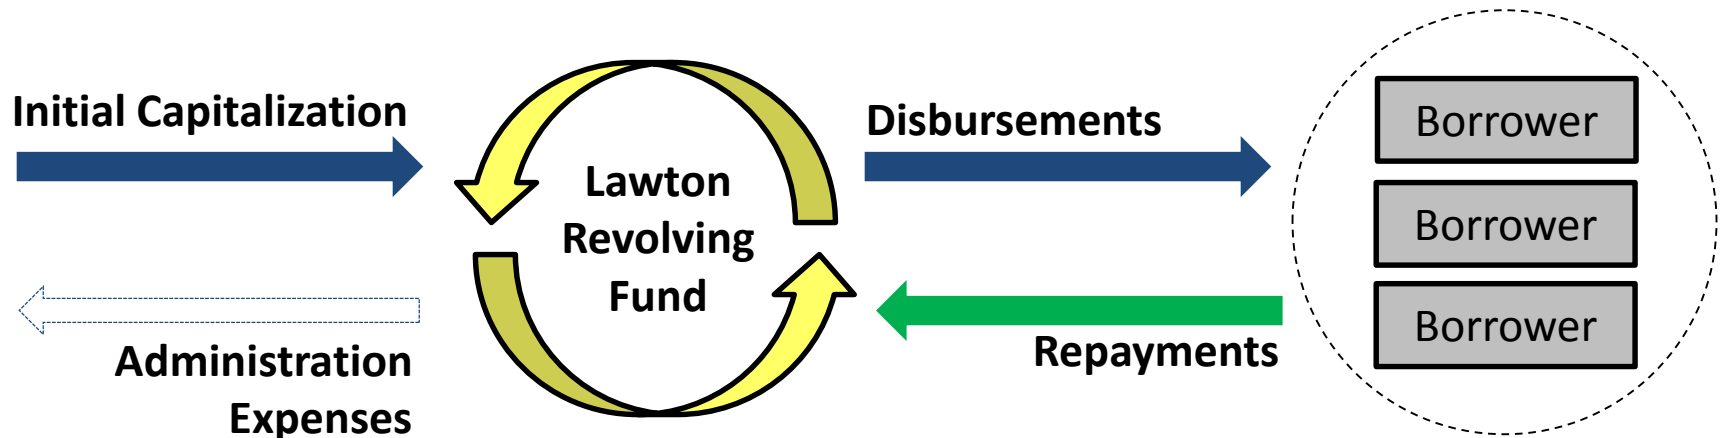 Initial Capitalization
Administration
Expenses
Lawton
Revolving
Fund
Disbursements
Repayments
Borrower
Borrower
Borrower